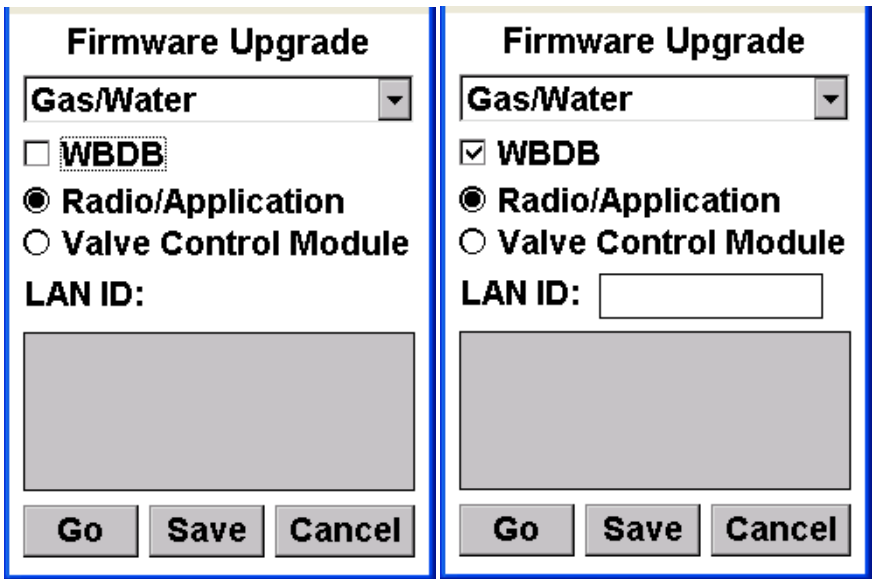 Firmware Upgrade
Gas/Water
WBDB
Radio/Application
Valve Control Module
LAN ID:
Go Save Cancel
Firmware Upgrade
Gas/Water
WBDB
Radio/Application
Valve Control Module
LAN ID:
Go Save Cancel